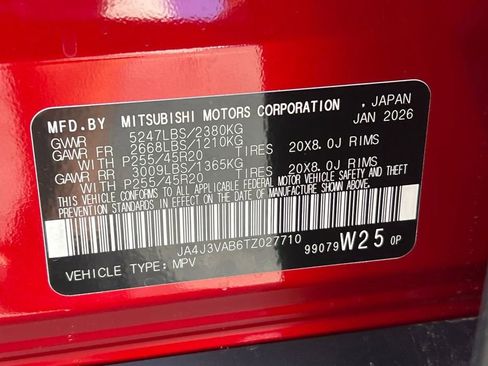 MFD.BY MITSUBISHI MOTORS CORPORATION, JAPAN
GVWR 5247LBS/2380KG JAN 2026
GAWR FR 2668LBS/1210KG
WITH P255/45R20 TIRES 20X8.0J RIMS
GAWR RR 3009LBS/1365KG
WITH P255/45R20 TIRES 20X8.0J RIMS
THIS VEHICLE CONFORMS TO ALL APPLICABLE FEDERAL MOTOR VEHICLE SAFETY AND THEFT
PREVENTION STANDARDS IN EFFECT ON THE DATE OF MANUFACTURE SHOWN ABOVE.
JA4J3VAB6TZ027710
99079 W25 OP
VEHICLE TYPE: MPV